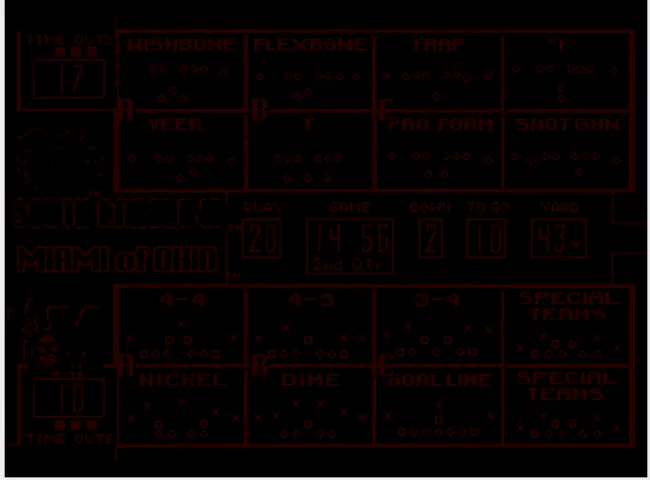 TIME OUTS
17
WISHBONE FLEXBONE TRAP "I"
A B C
VEER T PRO FORM SHOTGUN
PLAY GAME DOWN TO GO YARD
20 14 56 2 10 43
2nd Qtr
MIAMI of OHIO
4-4 4-3 3-4 SPECIAL TEAMS
A B C
NICKEL DIME GOAL LINE SPECIAL TEAMS
10
TIME OUTS